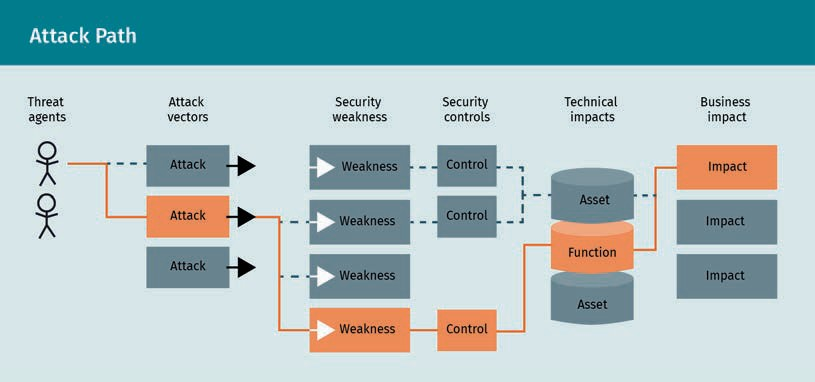 Attack Path
Threat
agents
Attack
vectors
Security
weakness
Security
controls
Technical
impacts
Business
impact
Attack
Weakness
Control
Impact
Asset
Attack
Weakness
Control
Impact
Function
Attack
Weakness
Impact
Asset
Weakness
Control